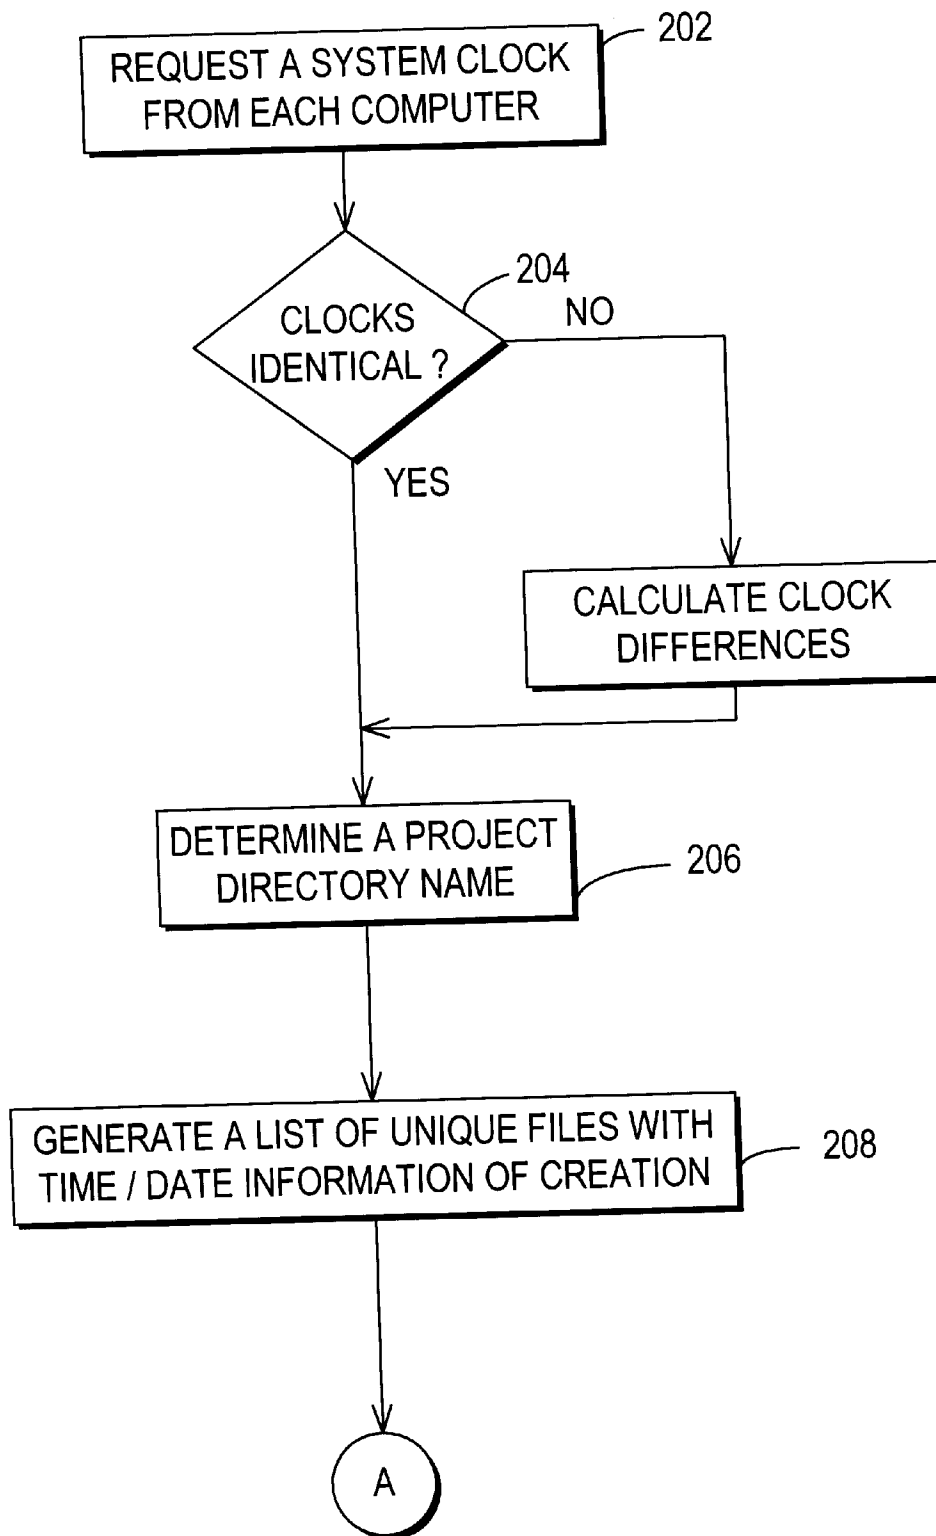 202
REQUEST A SYSTEM CLOCK
FROM EACH COMPUTER
204
CLOCKS
IDENTICAL ?
NO
YES
CALCULATE CLOCK
DIFFERENCES
DETERMINE A PROJECT
DIRECTORY NAME
206
GENERATE A LIST OF UNIQUE FILES WITH
TIME / DATE INFORMATION OF CREATION
208
A